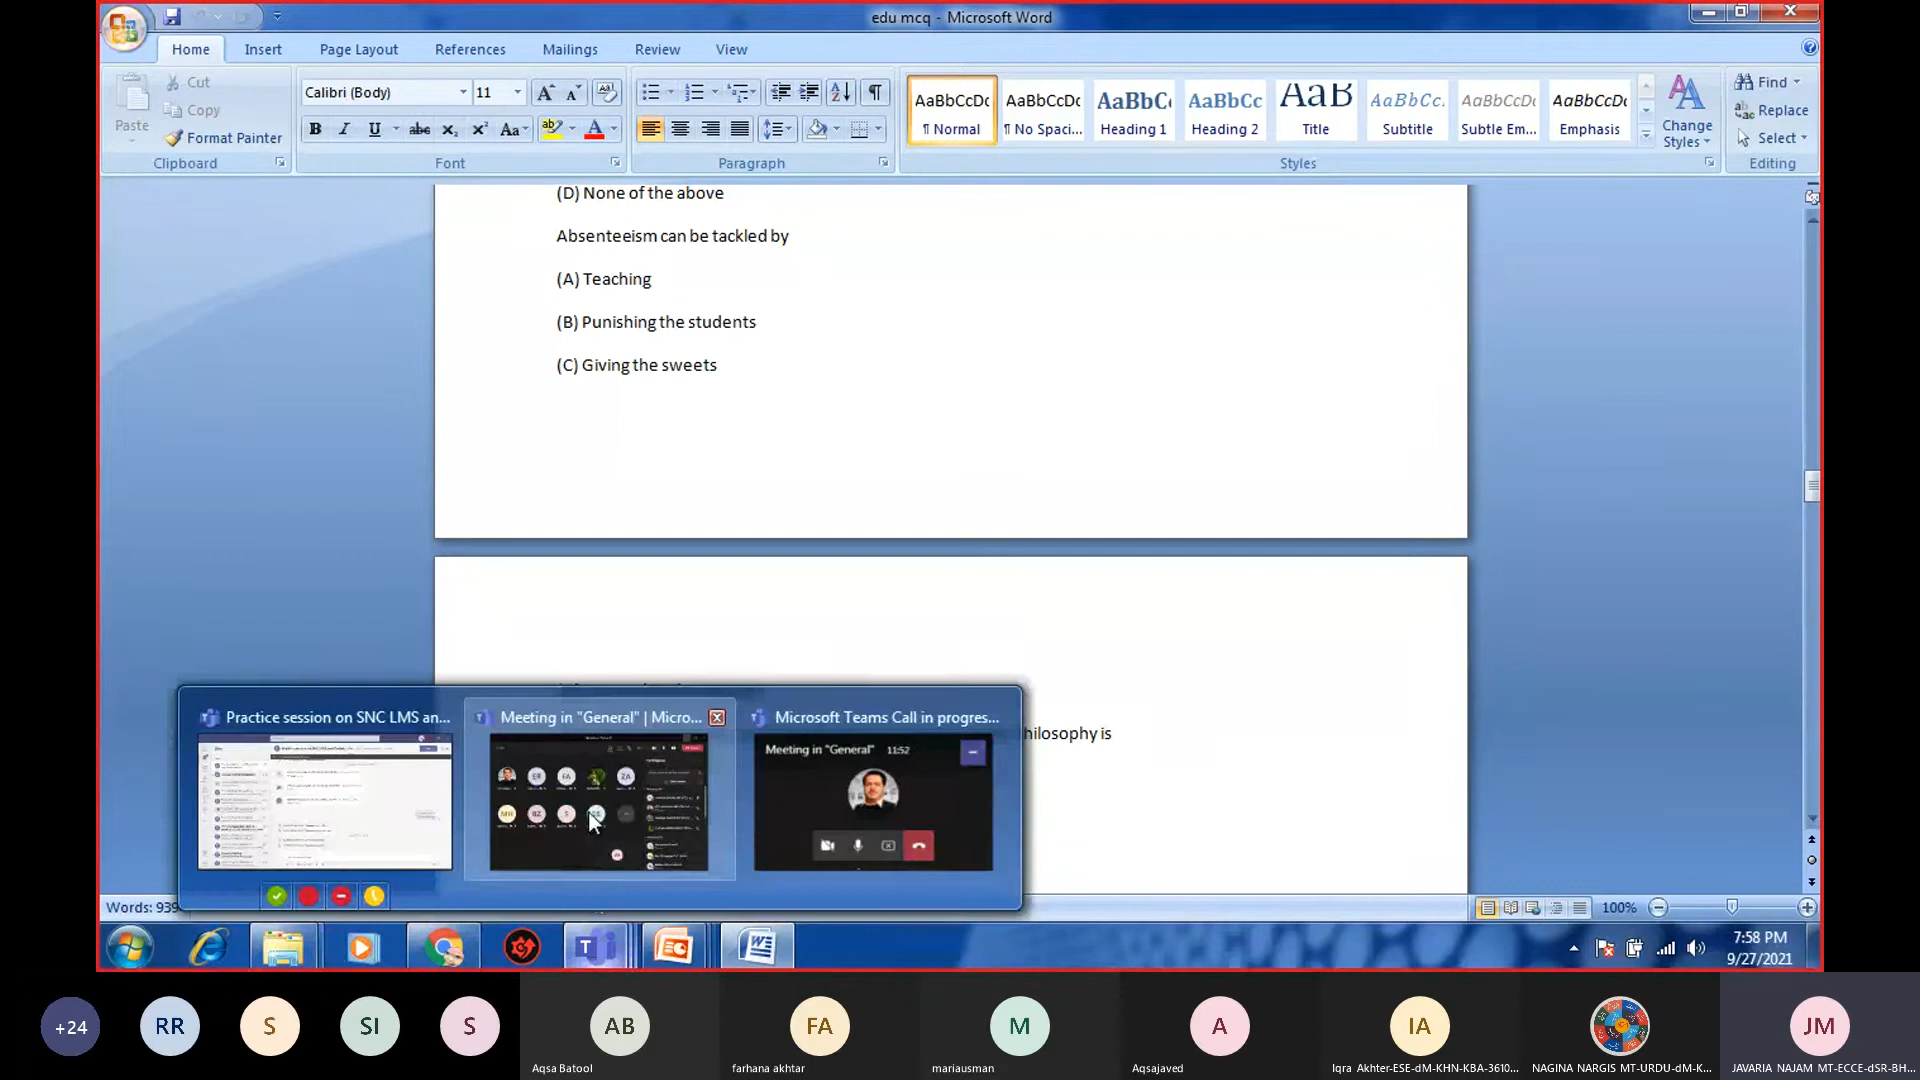 edu mcq - Microsoft Word
Home Insert Page Layout References Mailings Review View
Paste
Cut
Copy
Format Painter
Clipboard
Calibri (Body) 11
Font
Paragraph
AaBbCcDc AaBbCcDc AaBbC AaBbCc AaB AaBbCc. AaBbCcDc AaBbCcDc
¶ Normal ¶ No Spaci... Heading 1 Heading 2 Title Subtitle Subtle Em... Emphasis
Change Styles
Styles
Find
Replace
Select
Editing
(D) None of the above
Absenteeism can be tackled by
(A) Teaching
(B) Punishing the students
(C) Giving the sweets
hilosophy is
Practice session on SNC LMS an...
Meeting in "General" | Micro...
Microsoft Teams Call in progres...
Meeting in "General" 11:52
Words: 939
100%
7:58 PM
9/27/2021
+24 RR S SI S AB FA M A IA JM
Aqsa Batool farhana akhtar mariausman Aqsajaved Iqra Akhter-ESE-dM-KHN-KBA-3610... NAGINA NARGIS MT-URDU-dM-K... JAVARIA NAJAM MT-ECCE-dSR-BH...